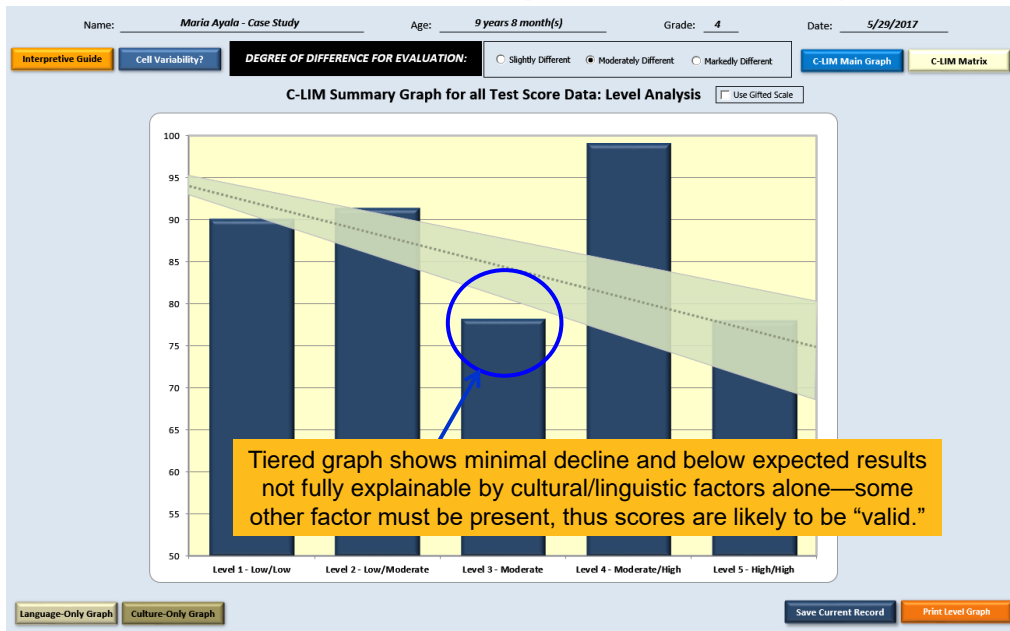 Name: Maria Ayala - Case Study Age: 9 years 8 month(s) Grade: 4 Date: 5/29/2017
Interpretive Guide Cell Variability? DEGREE OF DIFFERENCE FOR EVALUATION: Slightly Different Moderately Different Markedly Different C-LIM Main Graph C-LIM Matrix
C-LIM Summary Graph for all Test Score Data: Level Analysis Use Gifted Scale
100
95
90
85
80
75
70
65
60
55
50
Tiered graph shows minimal decline and below expected results
not fully explainable by cultural/linguistic factors alone—some
other factor must be present, thus scores are likely to be “valid.”
Level 1 - Low/Low Level 2 - Low/Moderate Level 3 - Moderate Level 4 - Moderate/High Level 5 - High/High
Language-Only Graph Culture-Only Graph Save Current Record Print Level Graph